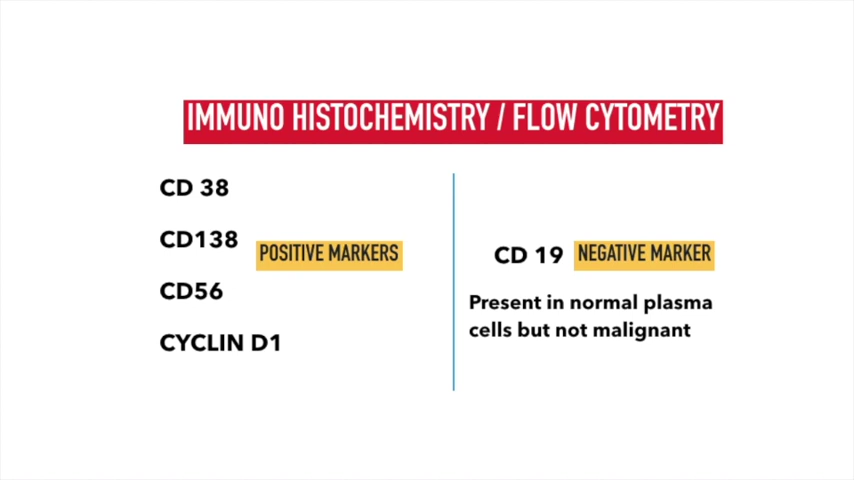 IMMUNO HISTOCHEMISTRY / FLOW CYTOMETRY
CD 38
CD138
POSITIVE MARKERS
CD56
CYCLIN D1
CD 19 NEGATIVE MARKER
Present in normal plasma
cells but not malignant